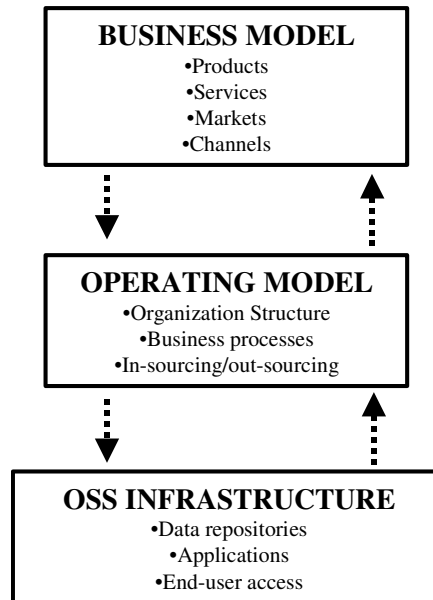 BUSINESS MODEL
•Products
•Services
•Markets
•Channels
OPERATING MODEL
•Organization Structure
•Business processes
•In-sourcing/out-sourcing
OSS INFRASTRUCTURE
•Data repositories
•Applications
•End-user access